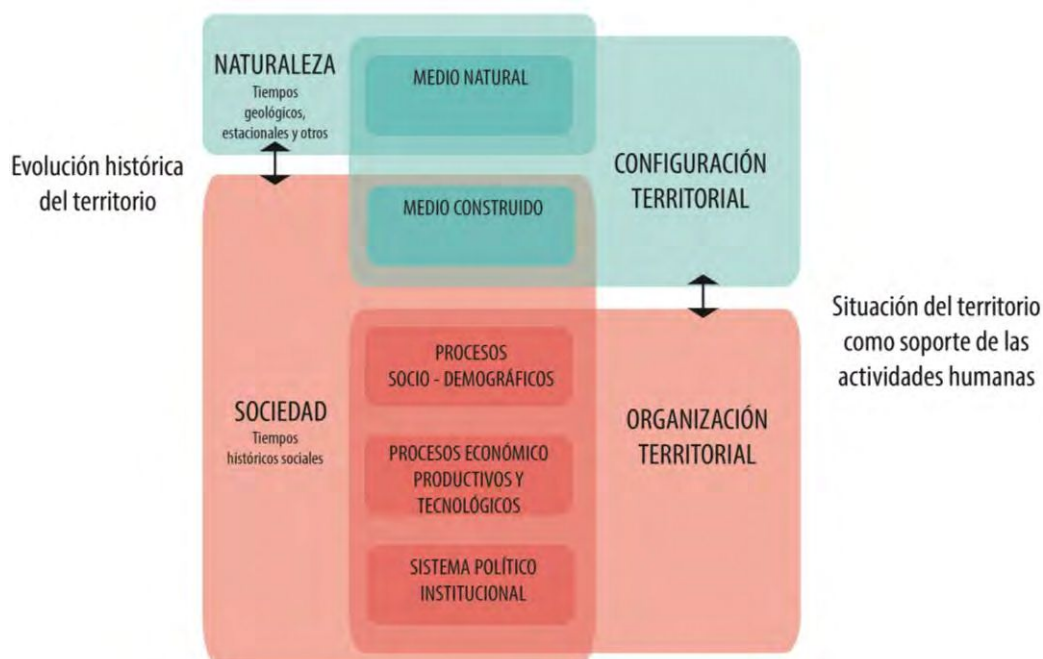 NATURALEZA
Tiempos
geológicos,
estacionales y otros
MEDIO NATURAL
Evolución histórica
del territorio
CONFIGURACIÓN
TERRITORIAL
MEDIO CONSTRUIDO
Situación del territorio
como soporte de las
actividades humanas
PROCESOS
SOCIO - DEMOGRÁFICOS
SOCIEDAD
Tiempos
históricos sociales
PROCESOS ECONÓMICO
PRODUCTIVOS Y
TECNOLÓGICOS
ORGANIZACIÓN
TERRITORIAL
SISTEMA POLÍTICO
INSTITUCIONAL